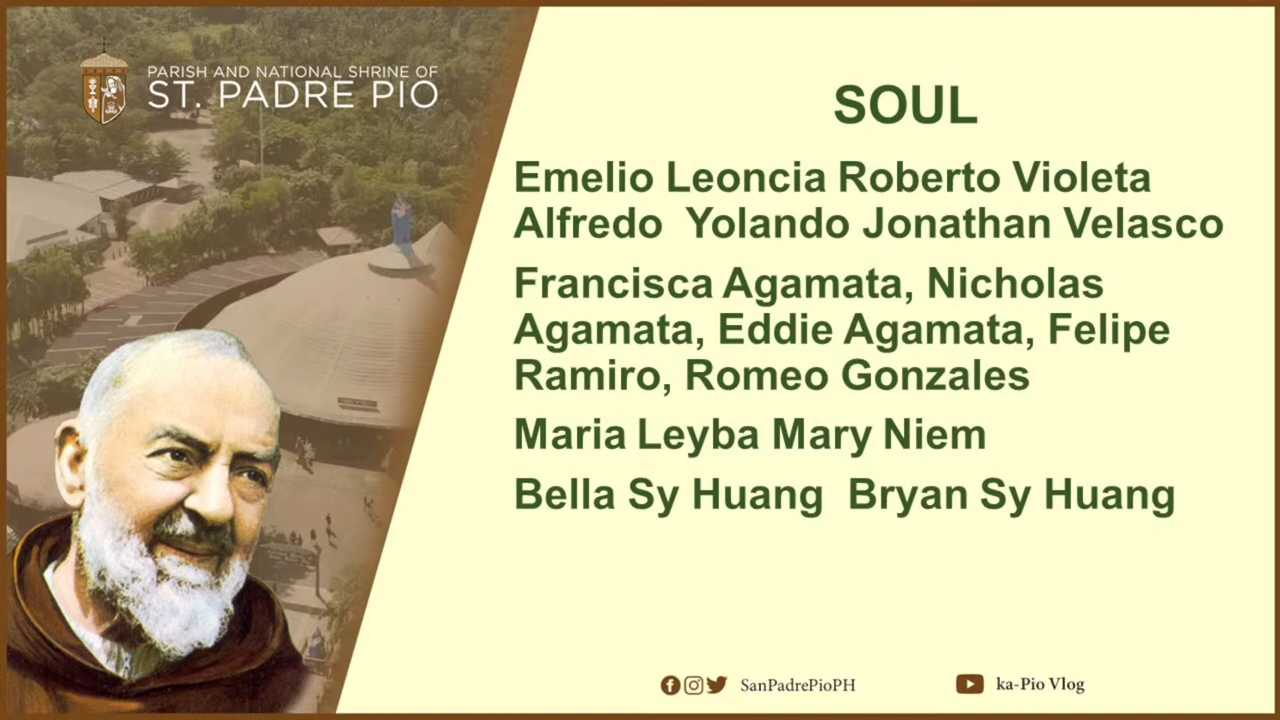 PARISH AND NATIONAL SHRINE OF
ST. PADRE PIO
SOUL
Emelio Leoncia Roberto Violeta
Alfredo  Yolando Jonathan Velasco
Francisca Agamata, Nicholas
Agamata, Eddie Agamata, Felipe
Ramiro, Romeo Gonzales
Maria Leyba Mary Niem
Bella Sy Huang  Bryan Sy Huang
SanPadrePioPH
ka-Pio Vlog